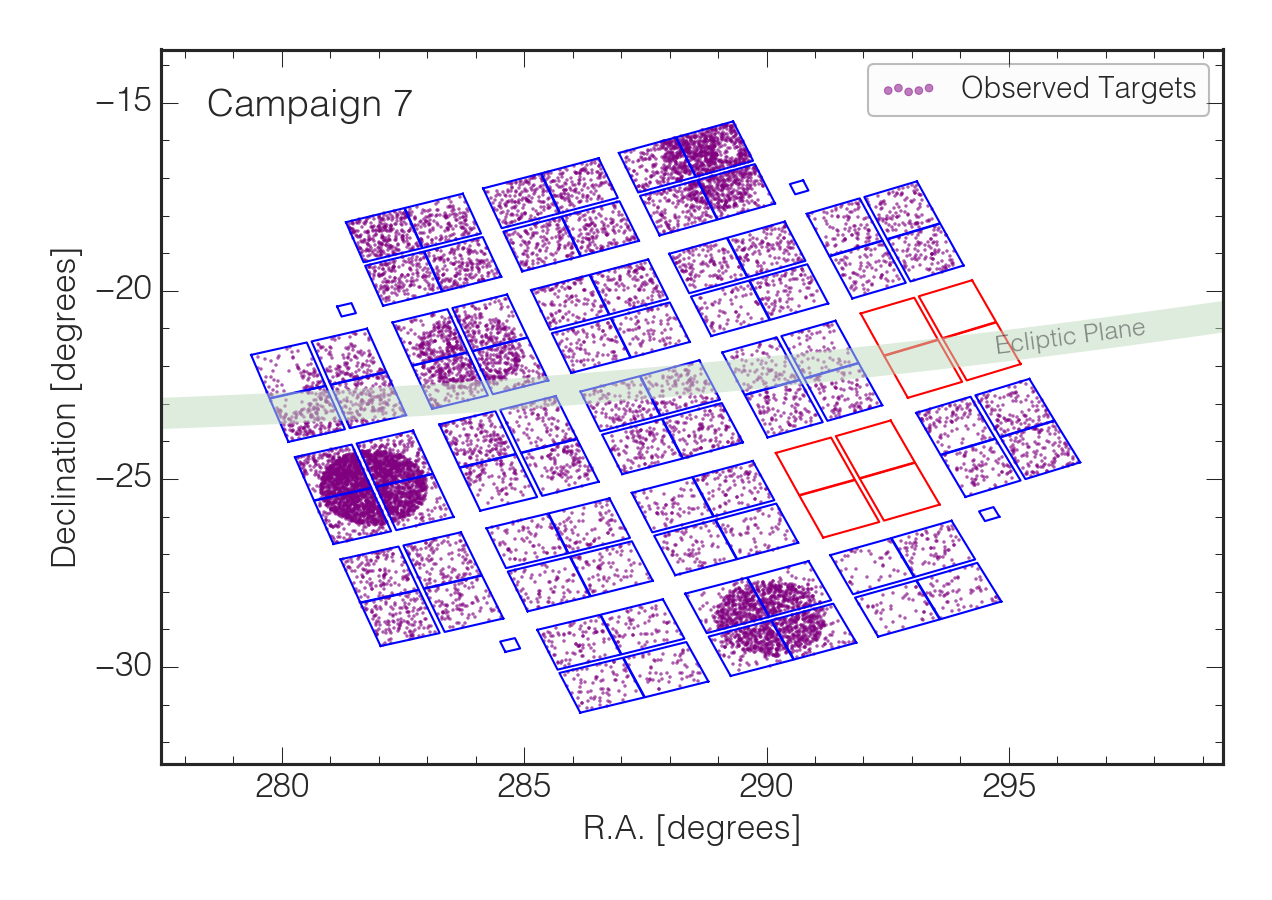 Campaign 7
Observed Targets
Ecliptic Plane
−15
−20
−25
−30
Declination [degrees]
280
285
290
295
R.A. [degrees]